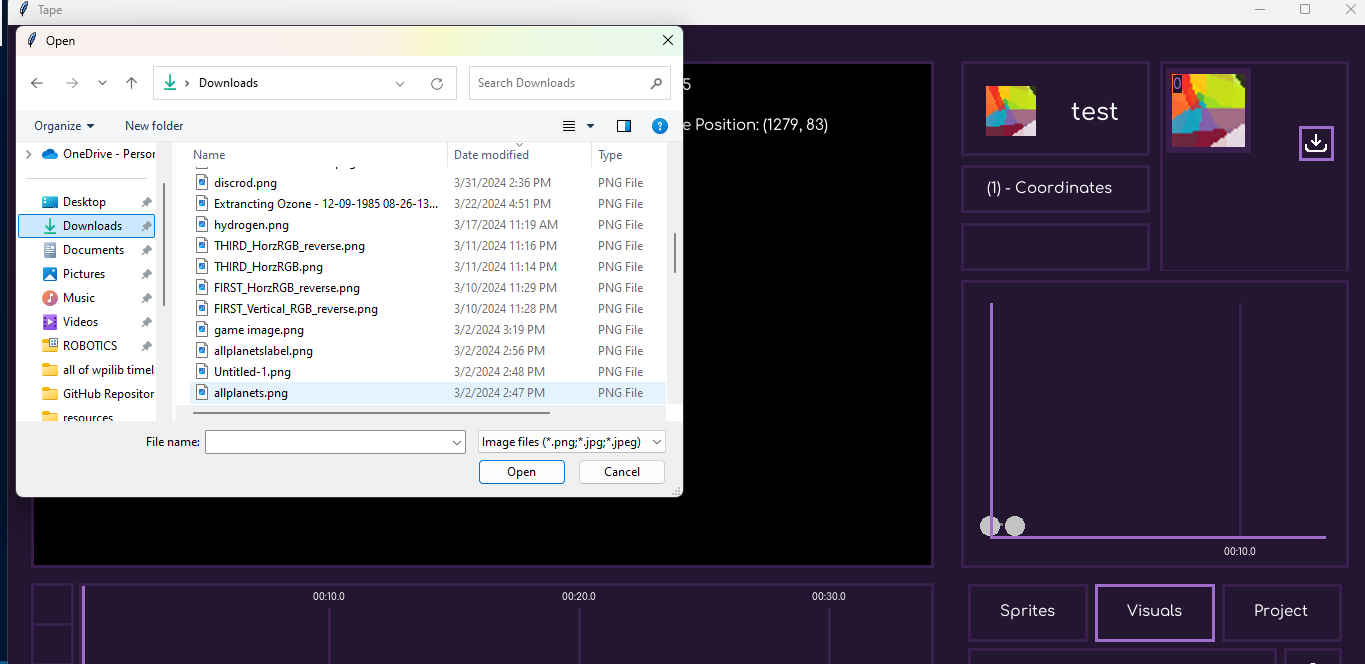 Tape
Open
Downloads
Search Downloads
Organize
New folder
?
OneDrive - Person
Desktop
Downloads
Documents
Pictures
Music
Videos
ROBOTICS
all of wpilib timel
GitHub Repositor
resources
Name Date modified Type
discrod.png 3/31/2024 2:36 PM PNG File
Extrancting Ozone - 12-09-1985 08-26-13... 3/22/2024 4:51 PM PNG File
hydrogen.png 3/17/2024 11:19 AM PNG File
THIRD_HorzRGB_reverse.png 3/11/2024 11:16 PM PNG File
THIRD_HorzRGB.png 3/11/2024 11:14 PM PNG File
FIRST_HorzRGB_reverse.png 3/10/2024 11:29 PM PNG File
FIRST_Vertical_RGB_reverse.png 3/10/2024 11:28 PM PNG File
game image.png 3/2/2024 3:19 PM PNG File
allplanetslabel.png 3/2/2024 2:56 PM PNG File
Untitled-1.png 3/2/2024 2:48 PM PNG File
allplanets.png 3/2/2024 2:47 PM PNG File
File name:
Image files (*.png;*.jpg;*.jpeg)
Open
Cancel
5
e Position: (1279, 83)
test
0
(1) - Coordinates
00:10.0
00:10.0 00:20.0 00:30.0
Sprites
Visuals
Project